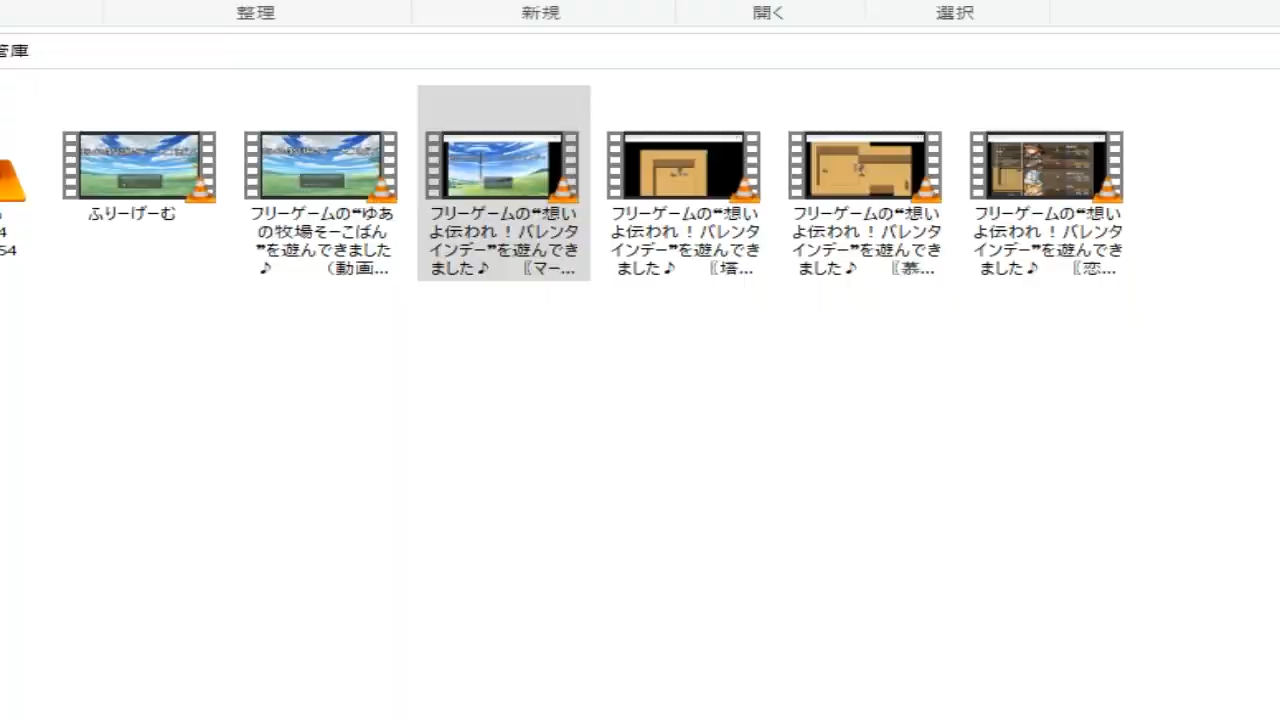 整理
新規
開く
選択
管庫
4
54
ふりーげーむ
フリーゲームの❝ゆあ
の牧場そーこばん
❞を遊んできました
♪ （動画...
フリーゲームの❝想い
よ伝われ！バレンタ
インデー❞を遊んでき
ました♪ 〖マー...
フリーゲームの❝想い
よ伝われ！バレンタ
インデー❞を遊んでき
ました♪ 〖塔...
フリーゲームの❝想い
よ伝われ！バレンタ
インデー❞を遊んでき
ました♪ 〖慕...
フリーゲームの❝想い
よ伝われ！バレンタ
インデー❞を遊んでき
ました♪ 〖恋...